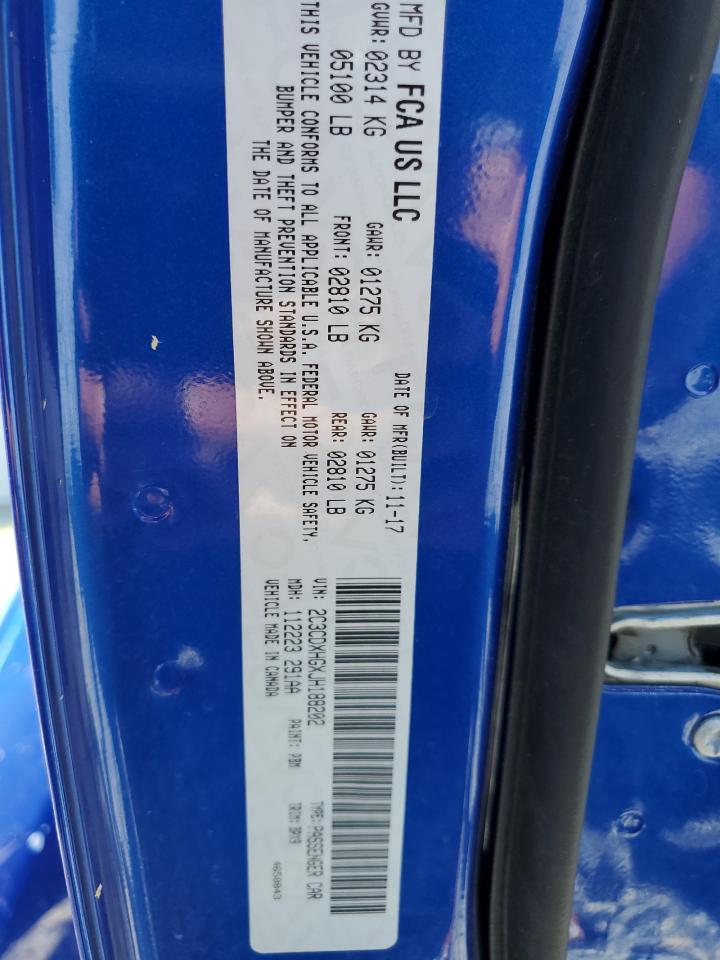 MFD BY FCA US LLC
DATE OF MFR(BUILT): 11-17
GVWR: 02314 KG
GAWR: 01275 KG
GAWR: 01275 KG
05100 LB
FRONT: 02810 LB
REAR: 02810 LB
THIS VEHICLE CONFORMS TO ALL APPLICABLE U.S.A. FEDERAL MOTOR VEHICLE SAFETY,
BUMPER AND THEFT PREVENTION STANDARDS IN EFFECT ON
THE DATE OF MANUFACTURE SHOWN ABOVE.
VIN: 2C3CDXHGXJH188202
TYPE: PASSENGER CAR
MDH: 112223 291AA
PAINT: PBM
TRIM:
VEHICLE MADE IN CANADA
4658843